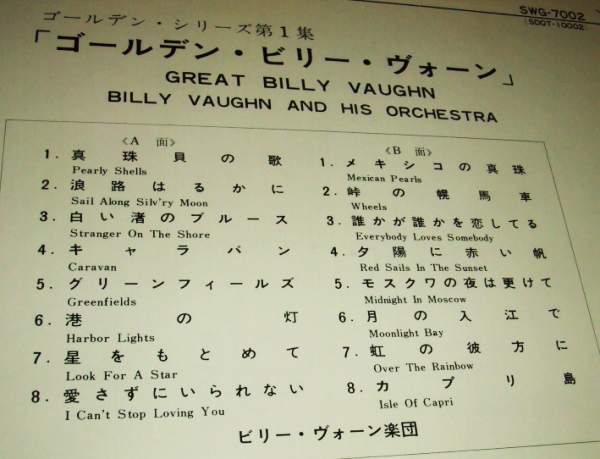 SWG-7002
(SDOT-10002
ゴールデン・シリーズ第1集
「ゴールデン・ビリー・ヴォーン」
GREAT BILLY VAUGHN
BILLY VAUGHN AND HIS ORCHESTRA
〈A 面〉
1. 真珠貝の歌
Pearly Shells
2. 浪路はるかに
Sail Along Silv'ry Moon
3. 白い渚のブルース
Stranger On The Shore
4. キャラバン
Caravan
5. グリーンフィールズ
Greenfields
6. 港の灯
Harbor Lights
7. 星をもとめて
Look For A Star
8. 愛さずにいられない
I Can't Stop Loving You
〈B 面〉
1. メキシコの真珠
Mexican Pearls
2. 峠の幌馬車
Wheels
3. 誰かが誰かを恋してる
Everybody Loves Somebody
4. 夕陽に赤い帆
Red Sails In The Sunset
5. モスクワの夜は更けて
Midnight In Moscow
6. 月の入江で
Moonlight Bay
7. 虹の彼方に
Over The Rainbow
8. カプリ島
Isle Of Capri
ビリー・ヴォーン楽団